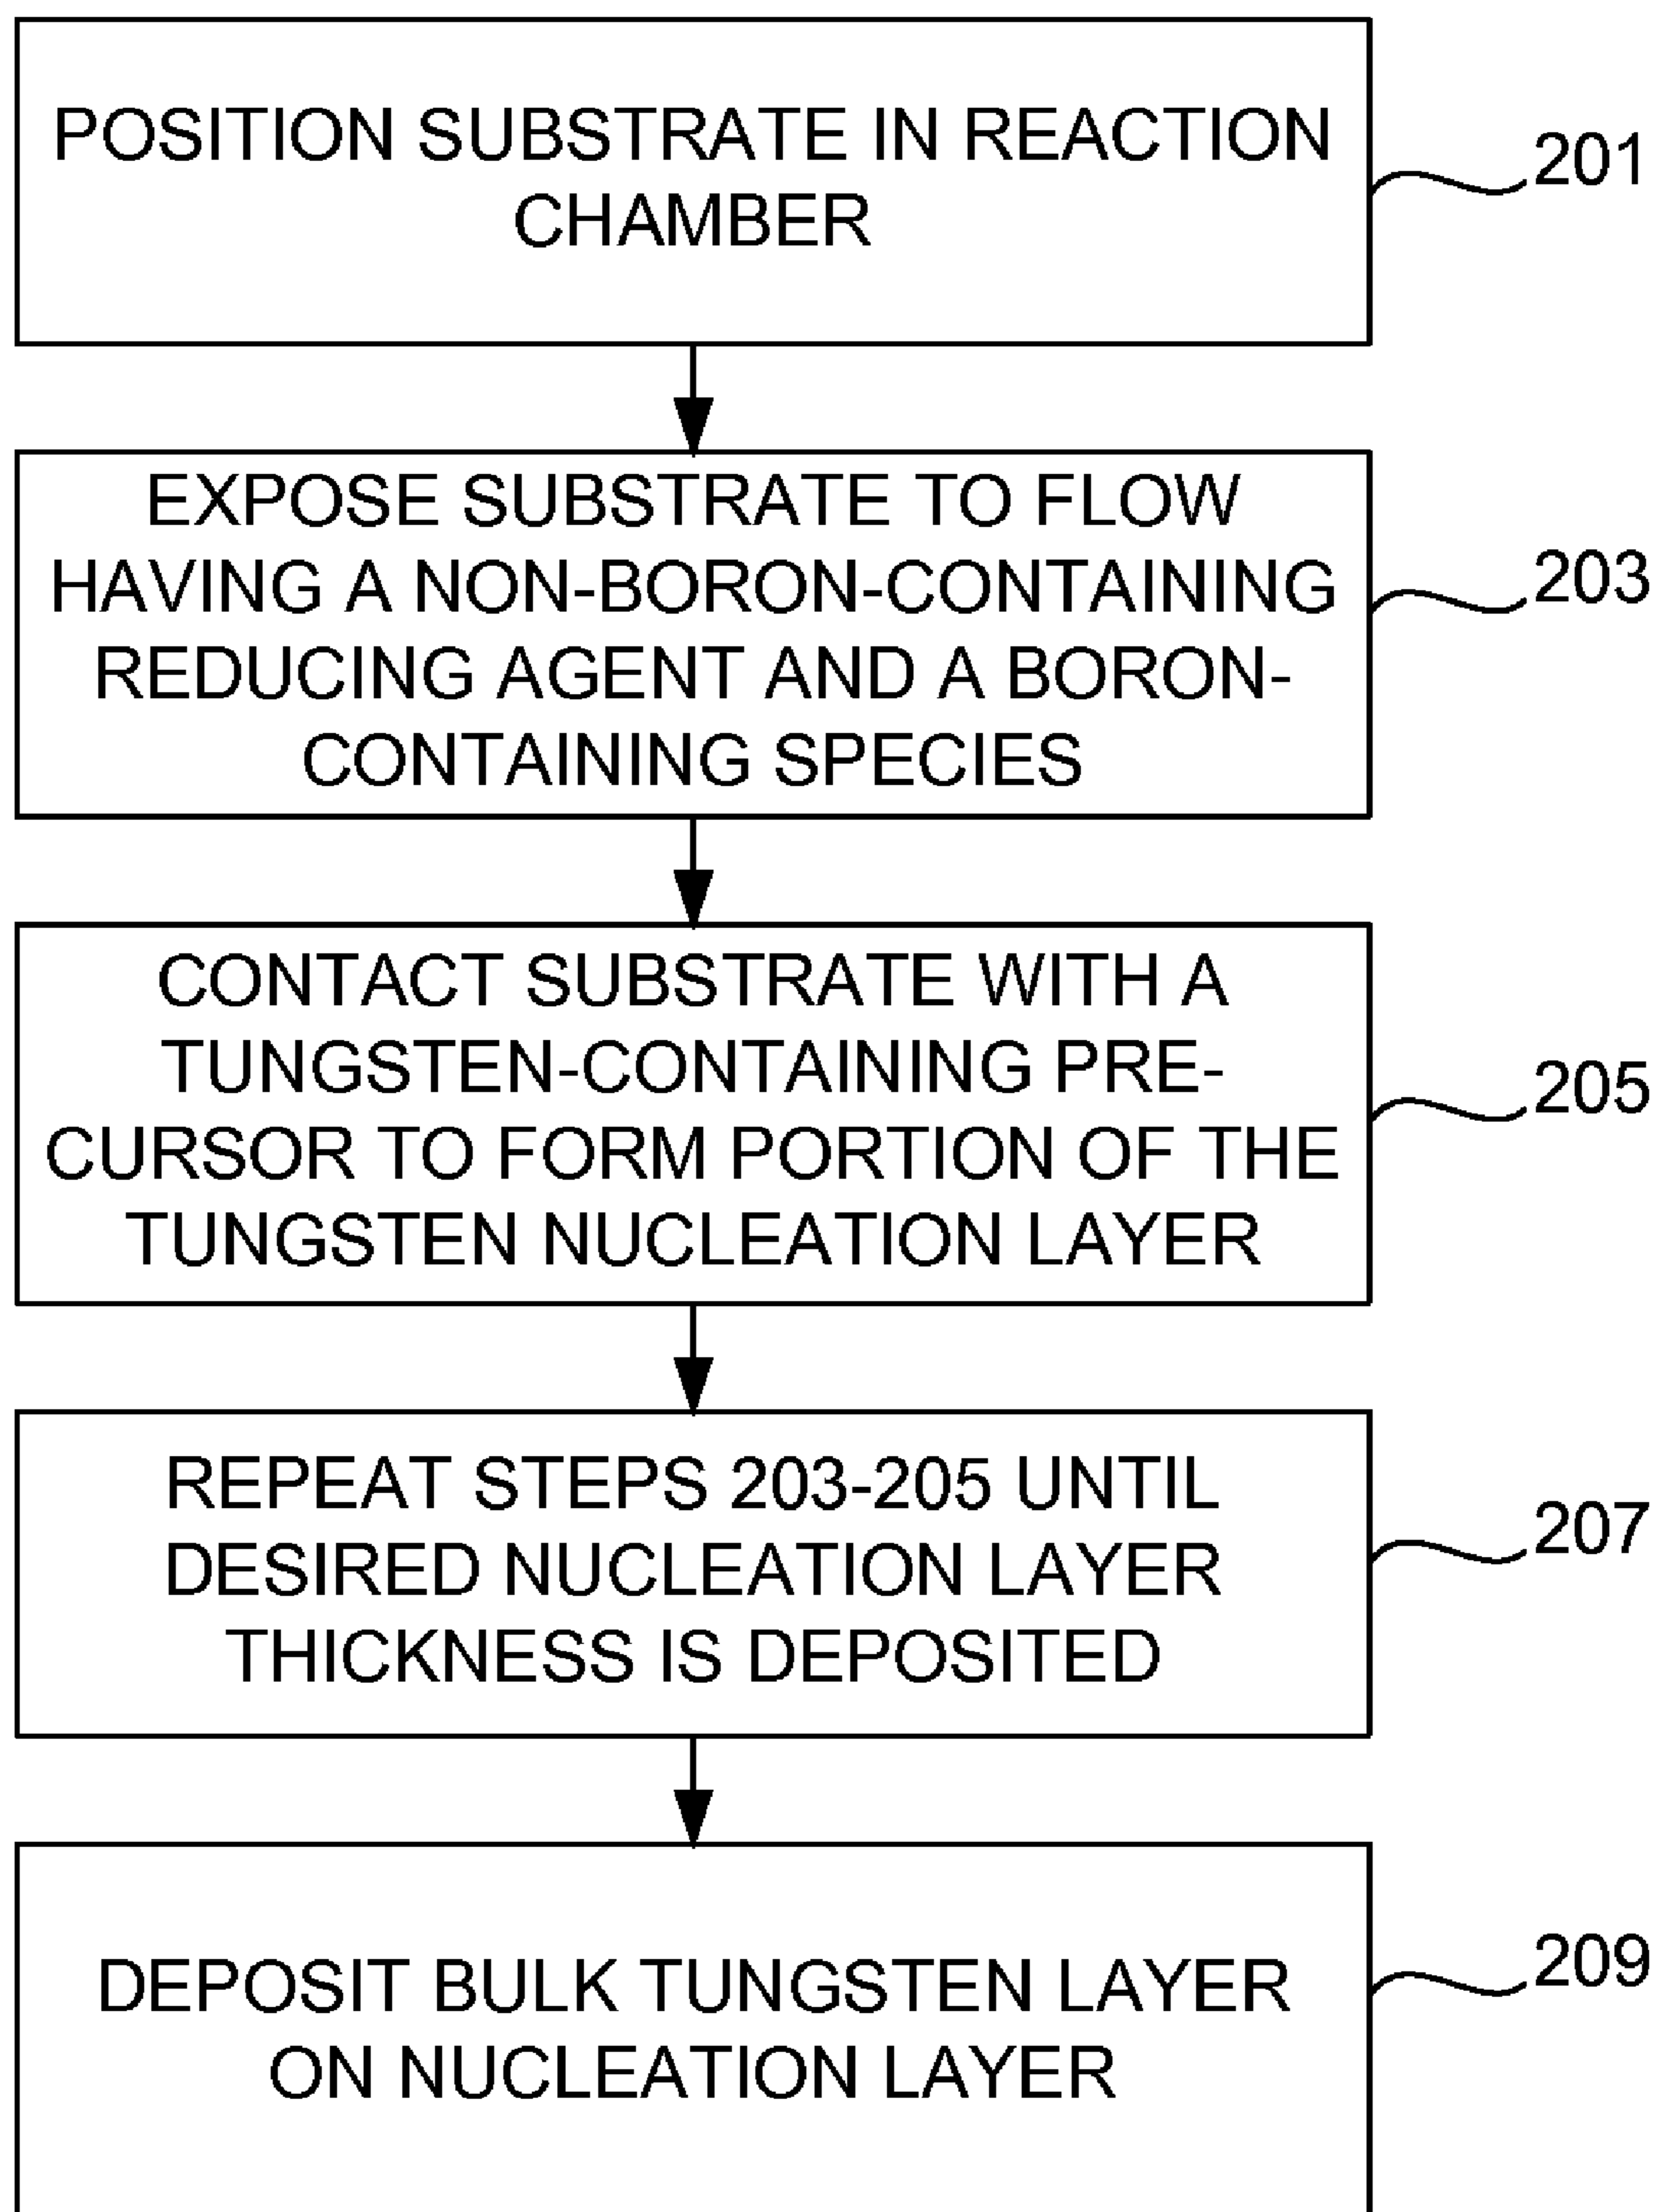 POSITION SUBSTRATE IN REACTION
CHAMBER
201
EXPOSE SUBSTRATE TO FLOW
HAVING A NON-BORON-CONTAINING
REDUCING AGENT AND A BORON-
CONTAINING SPECIES
203
CONTACT SUBSTRATE WITH A
TUNGSTEN-CONTAINING PRE-
CURSOR TO FORM PORTION OF THE
TUNGSTEN NUCLEATION LAYER
205
REPEAT STEPS 203-205 UNTIL
DESIRED NUCLEATION LAYER
THICKNESS IS DEPOSITED
207
DEPOSIT BULK TUNGSTEN LAYER
ON NUCLEATION LAYER
209